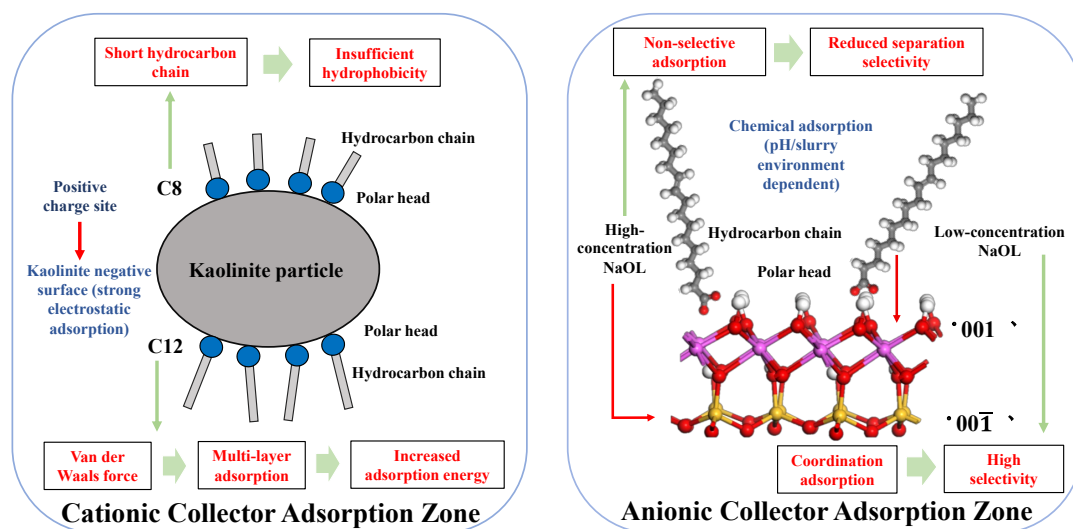 Short hydrocarbon
chain
Insufficient
hydrophobicity
Hydrocarbon chain
C8
Polar head
Positive
charge site
Kaolinite particle
Kaolinite negative
surface (strong
electrostatic
adsorption)
C12
Polar head
Hydrocarbon chain
Van der
Waals force
Multi-layer
adsorption
Increased
adsorption energy
Cationic Collector Adsorption Zone
Non-selective
adsorption
Reduced separation
selectivity
Chemical adsorption
(pH/slurry
environment
dependent)
High-
concentration
NaOL
Hydrocarbon chain
Polar head
Low-concentration
NaOL
001
001̅
Coordination
adsorption
High
selectivity
Anionic Collector Adsorption Zone